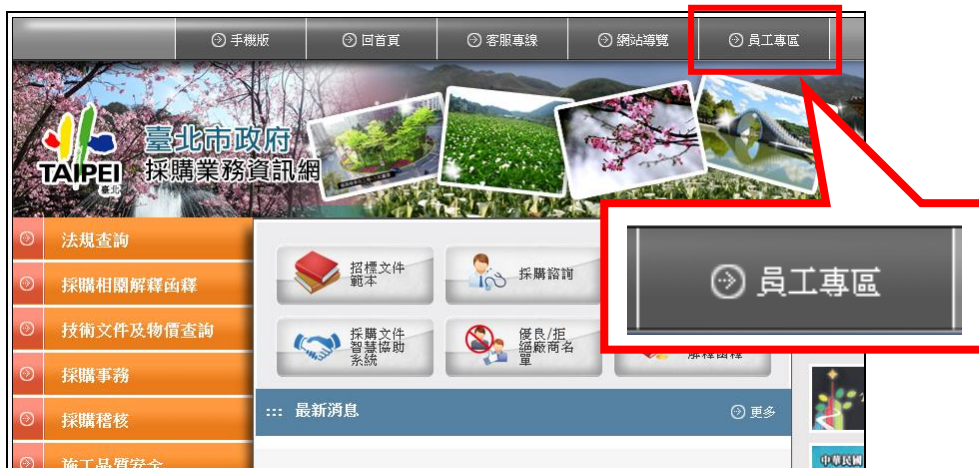 手機版
回首頁
客服專線
網站導覽
員工專區
臺北市政府
採購業務資訊網
TAIPEI
臺北
法規查詢
採購相關解釋函釋
技術文件及物價查詢
採購事務
採購稽核
施工品質安全
招標文件
範本
採購諮詢
採購文件
智慧協助
系統
優良/拒
絕廠商名
單
解釋函釋
員工專區
::: 最新消息
更多
中華民國